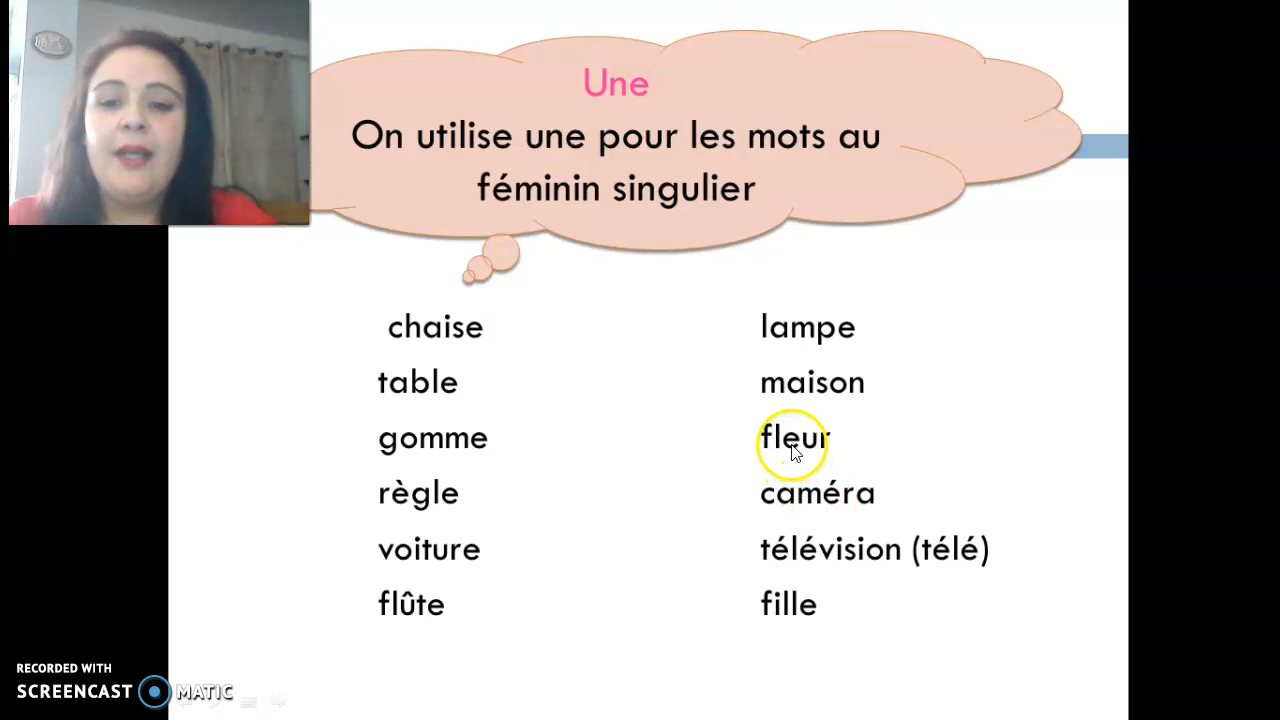 Une
On utilise une pour les mots au
féminin singulier
chaise
table
gomme
règle
voiture
flûte
lampe
maison
fleur
caméra
télévision (télé)
fille
RECORDED WITH
SCREENCAST MATIC